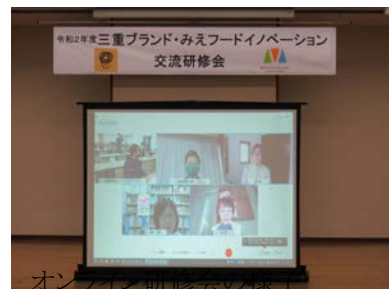 令和2年度三重ブランド・みえフードイノベーション
交流研修会
オンライン研修会の様子